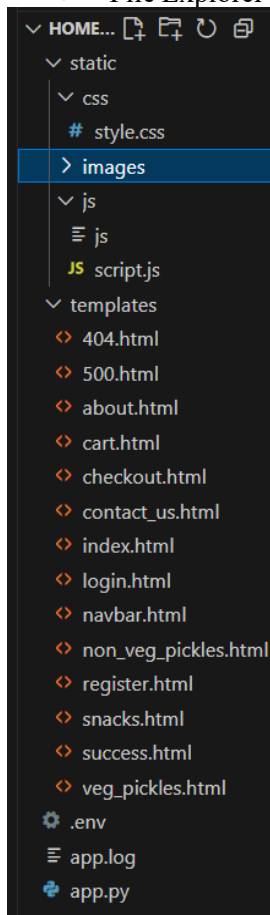 File Explorer
HOME...
static
css
# style.css
images
js
js
JS script.js
templates
<> 404.html
<> 500.html
<> about.html
<> cart.html
<> checkout.html
<> contact_us.html
<> index.html
<> login.html
<> navbar.html
<> non_veg_pickles.html
<> register.html
<> snacks.html
<> success.html
<> veg_pickles.html
.env
app.log
app.py